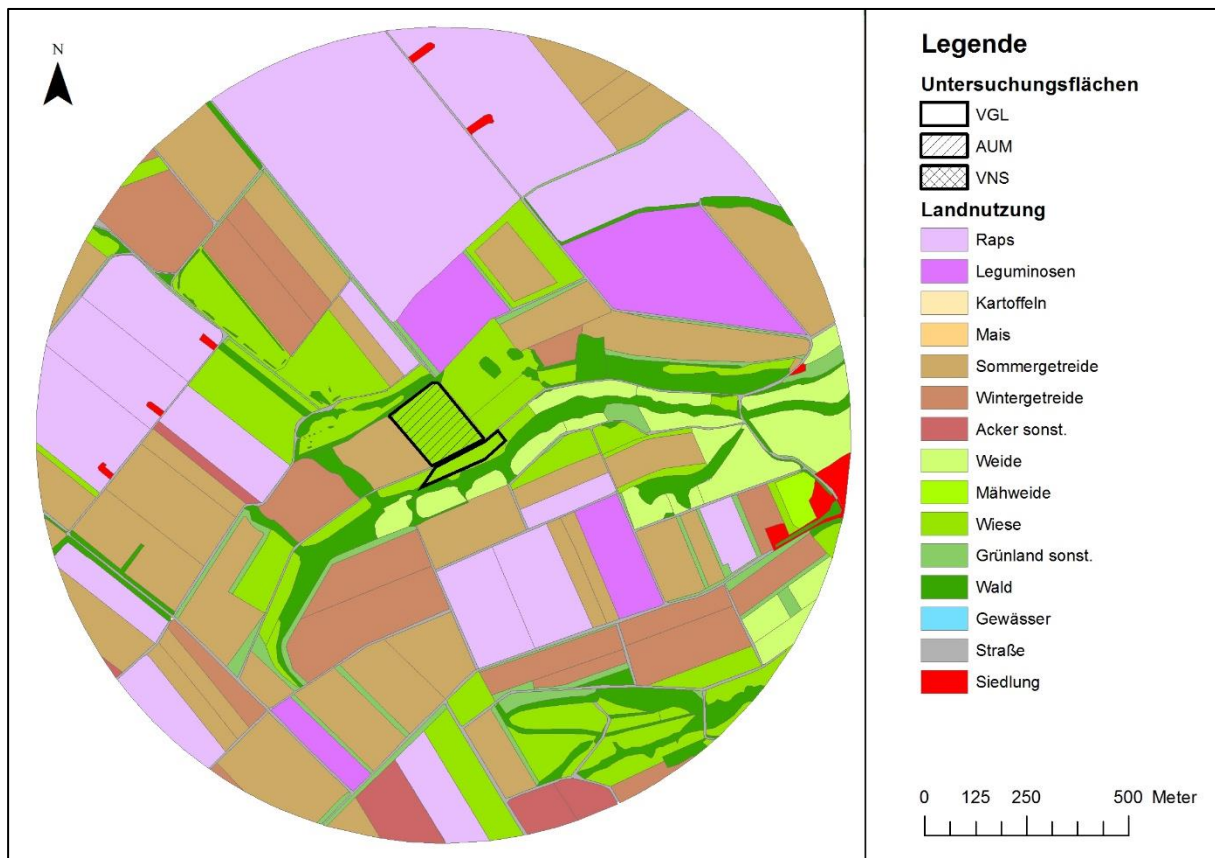 N
Legende
Untersuchungsflächen
VGL
AUM
VNS
Landnutzung
Raps
Leguminosen
Kartoffeln
Mais
Sommergetreide
Wintergetreide
Acker sonst.
Weide
Mähweide
Wiese
Grünland sonst.
Wald
Gewässer
Straße
Siedlung
0 125 250 500 Meter